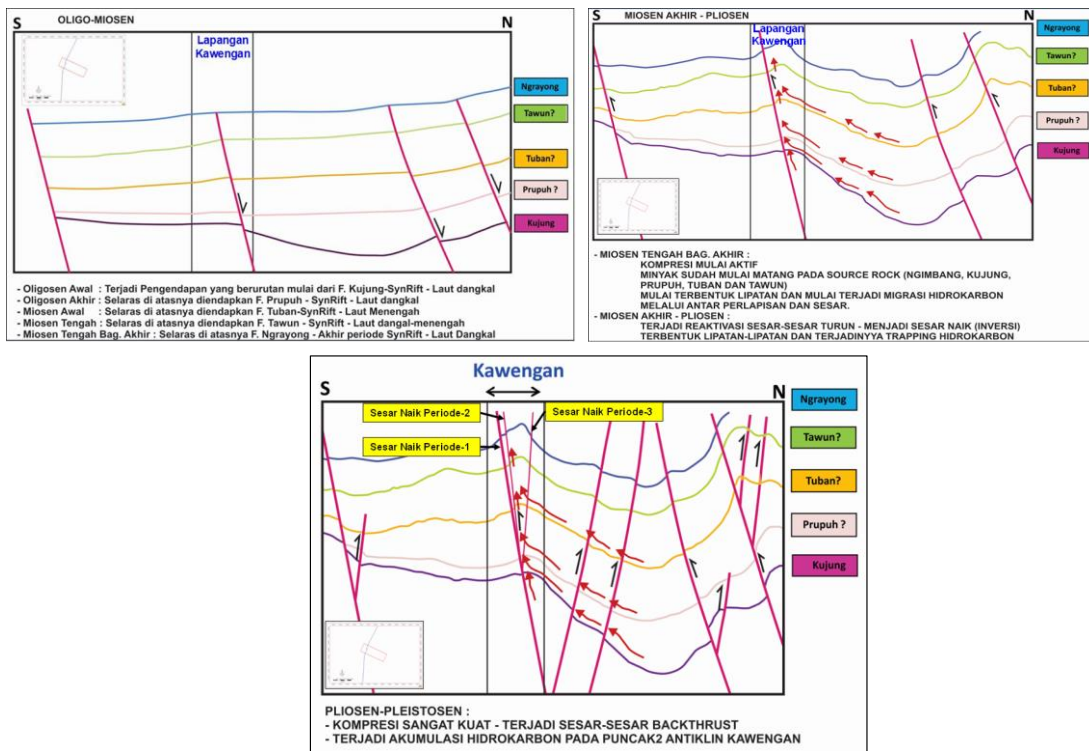 OLIGO-MIOSEN
S
N
Lapangan
Kawengan
Ngrayong
Tawun?
Tuban?
Prupuh ?
Kujung
- Oligosen Awal : Terjadi Pengendapan yang berurutan mulai dari F. Kujung-SynRift - Laut dangkal
- Oligosen Akhir : Selaras di atasnya diendapkan F. Prupuh - SynRift - Laut dangkal
- Miosen Awal : Selaras di atasnya diendapkan F. Tuban-SynRift - Laut Menengah
- Miosen Tengah : Selaras di atasnya diendapkan F. Tawun - SynRift - Laut dangal-menengah
- Miosen Tengah Bag. Akhir : Selaras di atasnya F. Ngrayong - Akhir periode SynRift - Laut Dangkal
S
MIOSEN AKHIR - PLIOSEN
N
Lapangan
Kawengan
Ngrayong
Tawun?
Tuban?
Prupuh ?
Kujung
- MIOSEN TENGAH BAG. AKHIR :
KOMPRESI MULAI AKTIF
MINYAK SUDAH MULAI MATANG PADA SOURCE ROCK (NGIMBANG, KUJUNG,
PRUPUH, TUBAN DAN TAWUN)
MULAI TERBENTUK LIPATAN DAN MULAI TERJADI MIGRASI HIDROKARBON
MELALUI ANTAR PERLAPISAN DAN SESAR.
- MIOSEN AKHIR - PLIOSEN :
TERJADI REAKTIVASI SESAR-SESAR TURUN - MENJADI SESAR NAIK (INVERSI)
TERBENTUK LIPATAN-LIPATAN DAN TERJADINYYA TRAPPING HIDROKARBON
Kawengan
S
N
Sesar Naik Periode-2
Sesar Naik Periode-3
Sesar Naik Periode-1
Ngrayong
Tawun?
Tuban?
Prupuh ?
Kujung
PLIOSEN-PLEISTOSEN :
- KOMPRESI SANGAT KUAT - TERJADI SESAR-SESAR BACKTHRUST
- TERJADI AKUMULASI HIDROKARBON PADA PUNCAK2 ANTIKLIN KAWENGAN